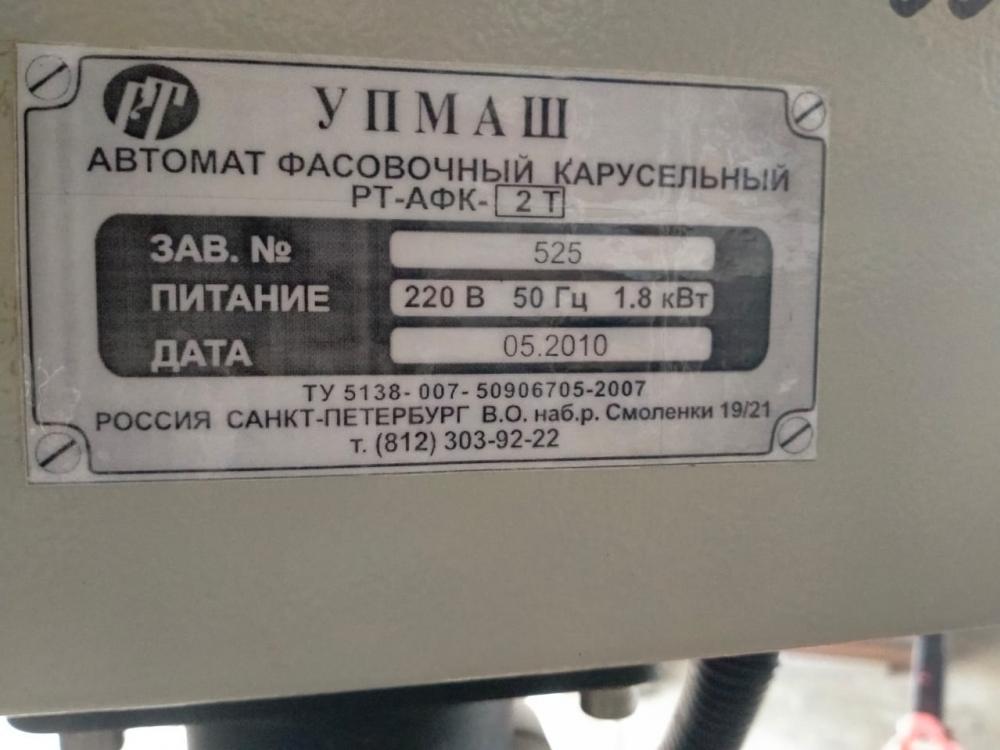 РТ
УПМАШ
АВТОМАТ ФАСОВОЧНЫЙ КАРУСЕЛЬНЫЙ
РТ-АФК- 2 Т
ЗАВ. № 525
ПИТАНИЕ 220 В 50 Гц 1.8 кВт
ДАТА 05.2010
ТУ 5138- 007- 50906705-2007
РОССИЯ САНКТ-ПЕТЕРБУРГ В.О. наб.р. Смоленки 19/21
т. (812) 303-92-22